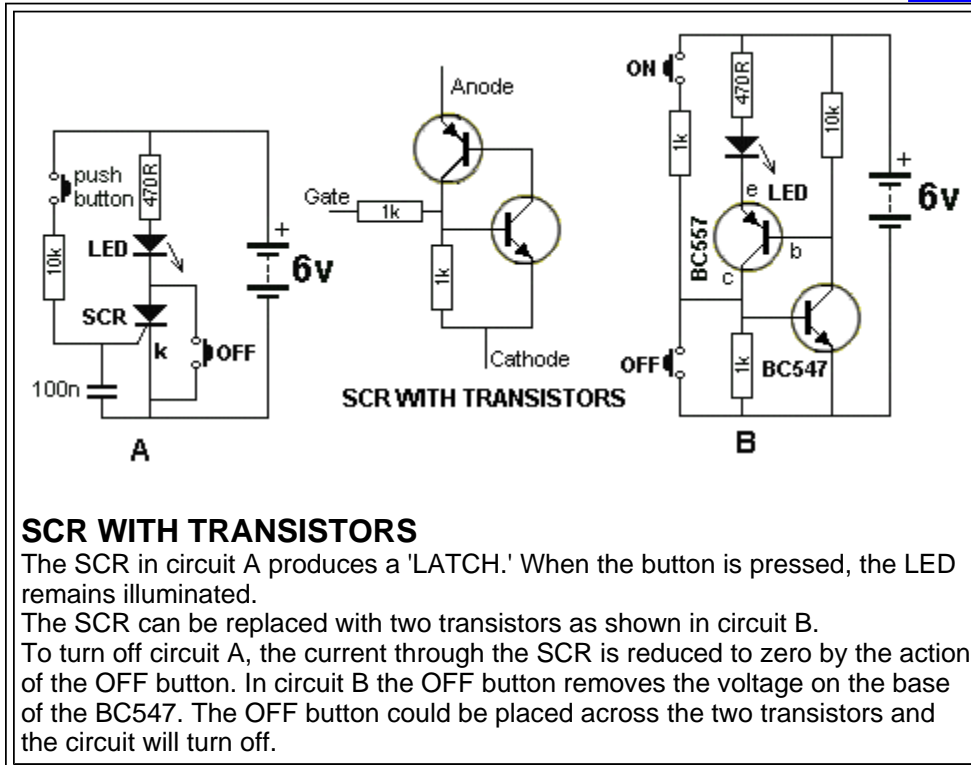 push
button
470R
10k
LED
+
6v
SCR
k
OFF
100n
A
Anode
Gate
1k
1k
Cathode
SCR WITH TRANSISTORS
ON
470R
1k
10k
+
6v
e
LED
BC557
b
c
OFF
1k
BC547
B
SCR WITH TRANSISTORS
The SCR in circuit A produces a 'LATCH.' When the button is pressed, the LED
remains illuminated.
The SCR can be replaced with two transistors as shown in circuit B.
To turn off circuit A, the current through the SCR is reduced to zero by the action
of the OFF button. In circuit B the OFF button removes the voltage on the base
of the BC547. The OFF button could be placed across the two transistors and
the circuit will turn off.